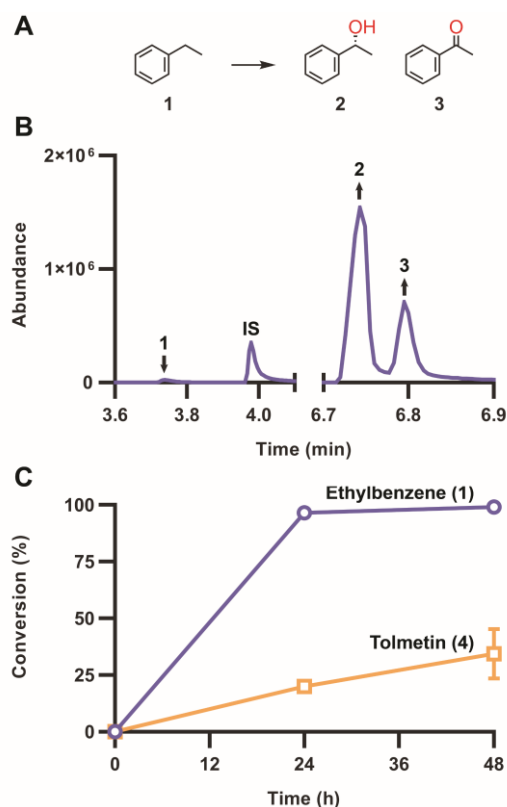 A
OH
O
1
2
3
B
2×10⁶
2
1×10⁶
3
IS
1
0
3.6 3.8 4.0 6.7 6.8 6.9
Abundance
Time (min)
C
100
Ethylbenzene (1)
75
50
Tolmetin (4)
25
0
0 12 24 36 48
Conversion (%)
Time (h)